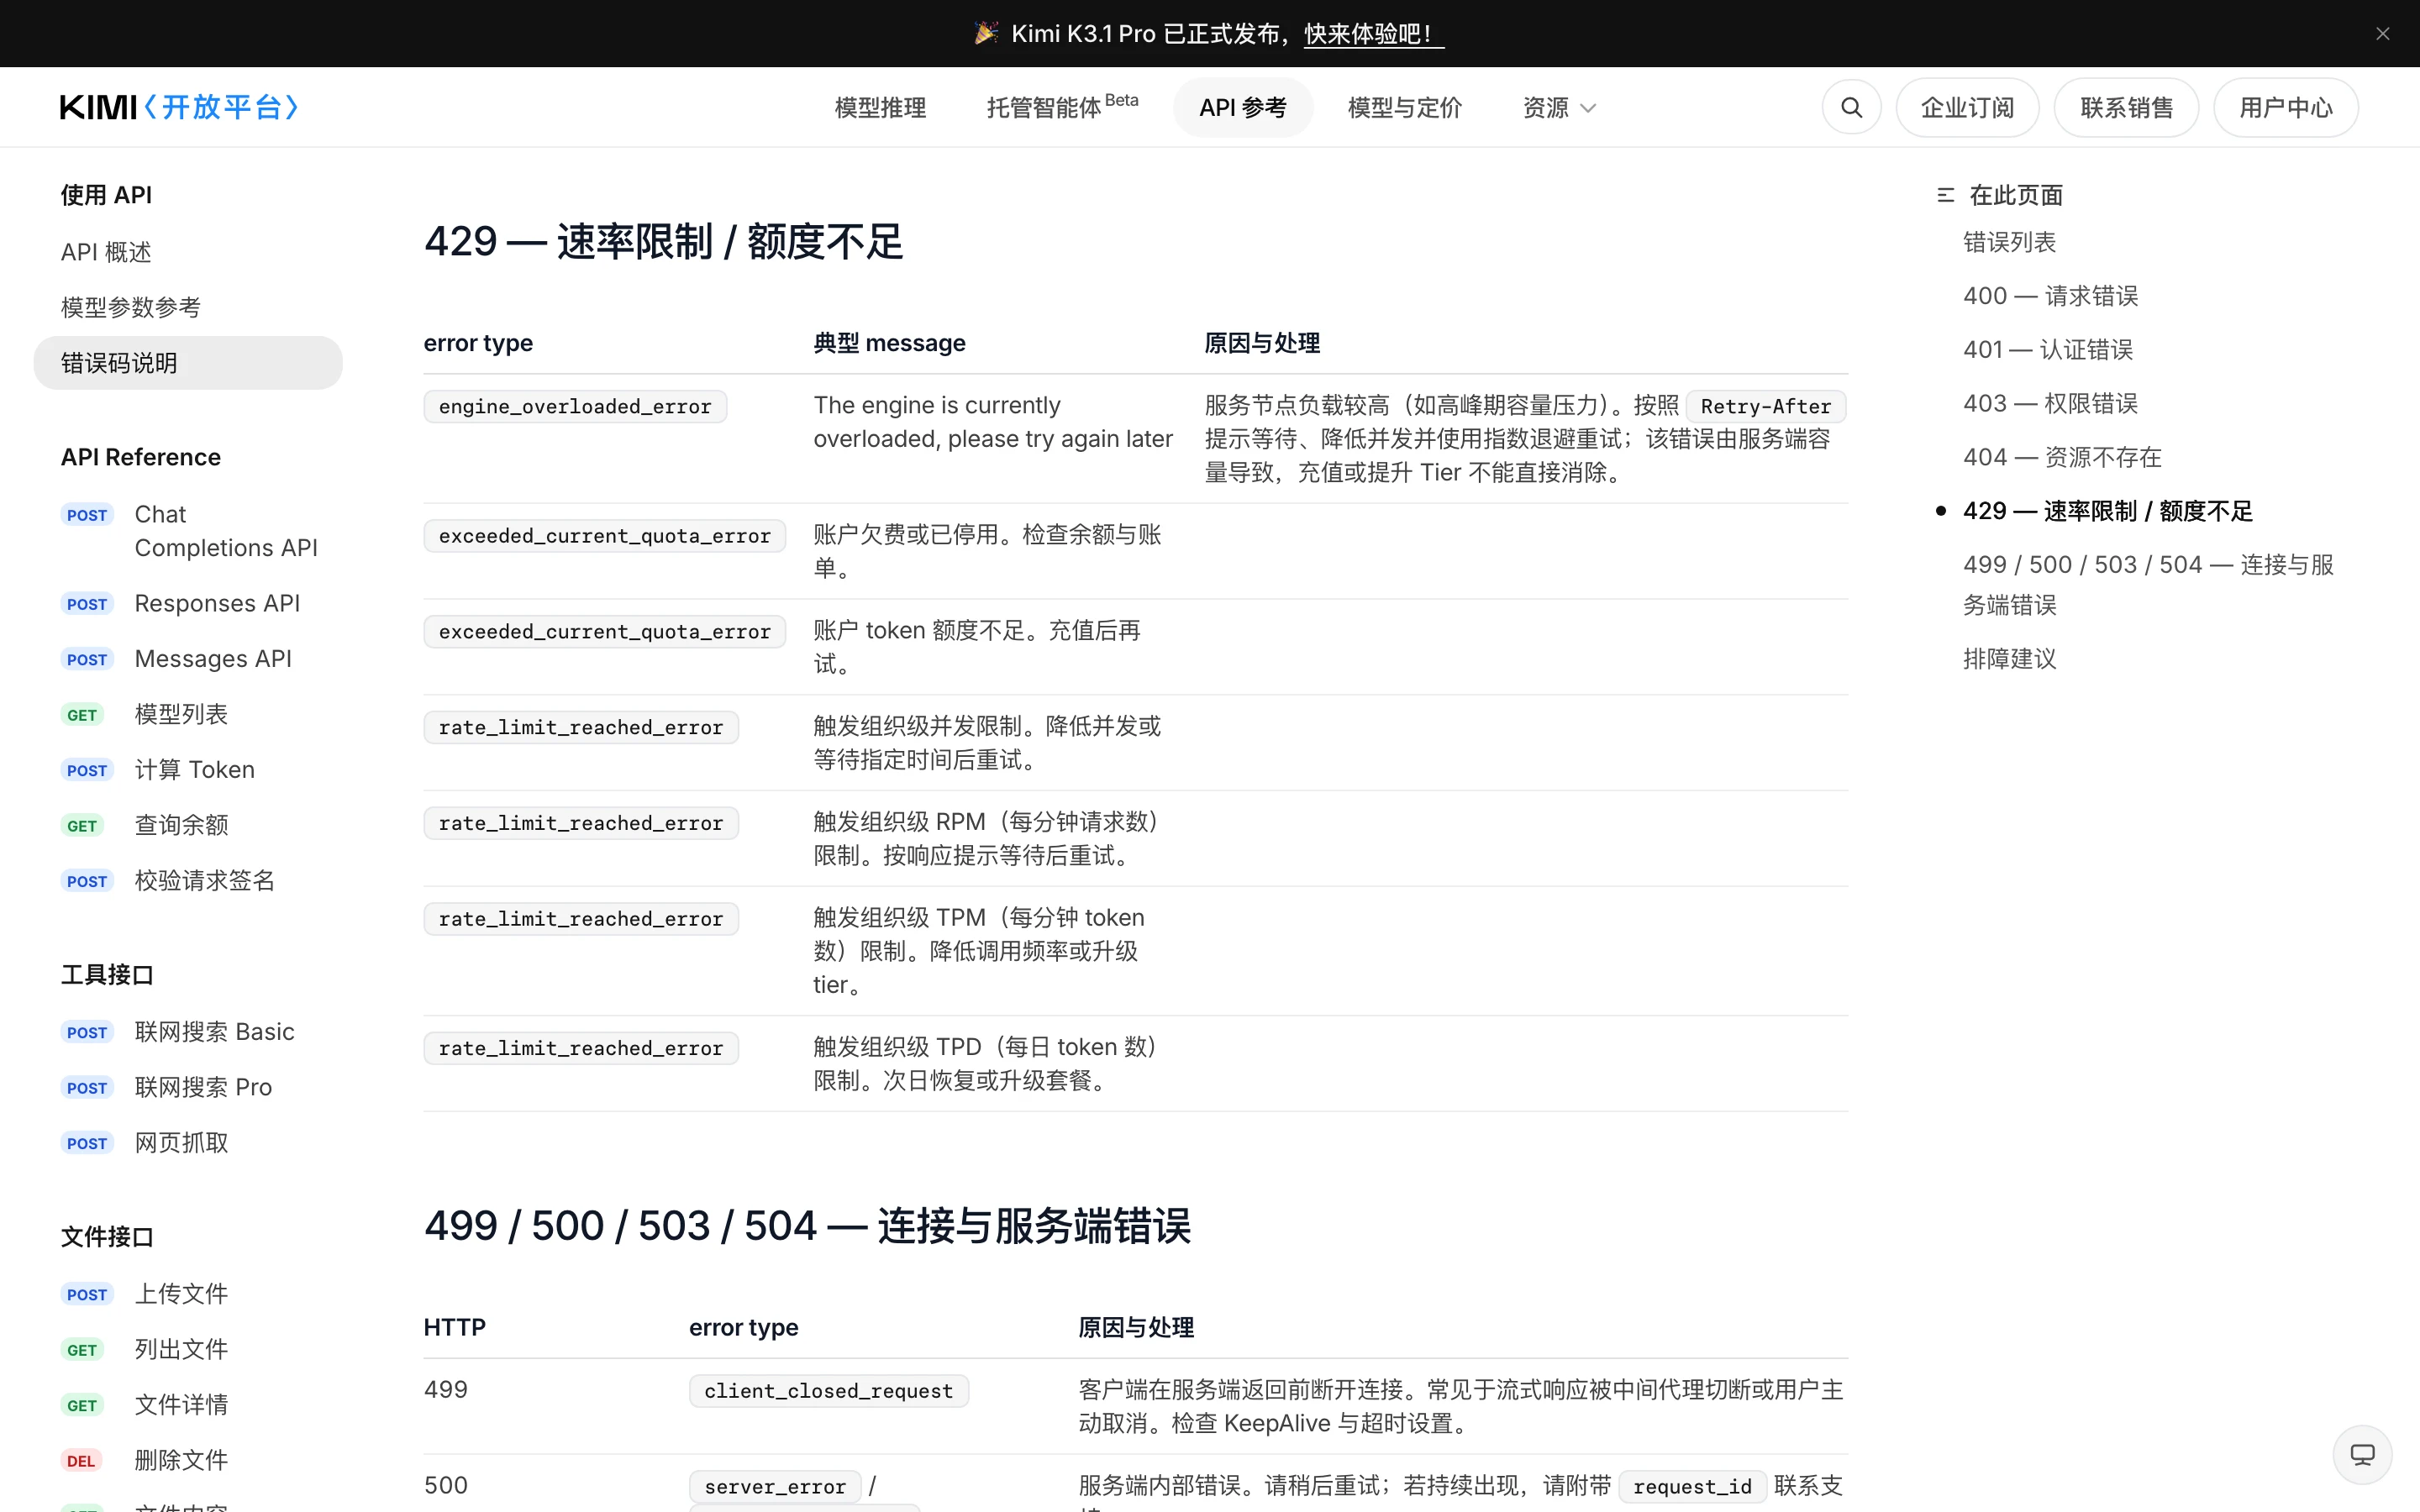 🎉 Kimi K3.1 Pro 已正式发布，快来体验吧！
KIMI〈开放平台〉
模型推理
托管智能体 Beta
API 参考
模型与定价
资源
企业订阅
联系销售
用户中心
使用 API
API 概述
模型参数参考
错误码说明
API Reference
POST Chat
Completions API
POST Responses API
POST Messages API
GET 模型列表
POST 计算 Token
GET 查询余额
POST 校验请求签名
工具接口
POST 联网搜索 Basic
POST 联网搜索 Pro
POST 网页抓取
文件接口
POST 上传文件
GET 列出文件
GET 文件详情
DEL 删除文件
429 — 速率限制 / 额度不足
error type 典型 message 原因与处理
engine_overloaded_error
The engine is currently
overloaded, please try again later
服务节点负载较高（如高峰期容量压力）。按照 Retry-After
提示等待、降低并发并使用指数退避重试；该错误由服务端容
量导致，充值或提升 Tier 不能直接消除。
exceeded_current_quota_error
账户欠费或已停用。检查余额与账
单。
exceeded_current_quota_error
账户 token 额度不足。充值后再
试。
rate_limit_reached_error
触发组织级并发限制。降低并发或
等待指定时间后重试。
rate_limit_reached_error
触发组织级 RPM（每分钟请求数）
限制。按响应提示等待后重试。
rate_limit_reached_error
触发组织级 TPM（每分钟 token
数）限制。降低调用频率或升级
tier。
rate_limit_reached_error
触发组织级 TPD（每日 token 数）
限制。次日恢复或升级套餐。
499 / 500 / 503 / 504 — 连接与服务端错误
HTTP error type 原因与处理
499 client_closed_request
客户端在服务端返回前断开连接。常见于流式响应被中间代理切断或用户主
动取消。检查 KeepAlive 与超时设置。
500 server_error /
服务端内部错误。请稍后重试；若持续出现，请附带 request_id 联系支
在此页面
错误列表
400 — 请求错误
401 — 认证错误
403 — 权限错误
404 — 资源不存在
429 — 速率限制 / 额度不足
499 / 500 / 503 / 504 — 连接与服
务端错误
排障建议